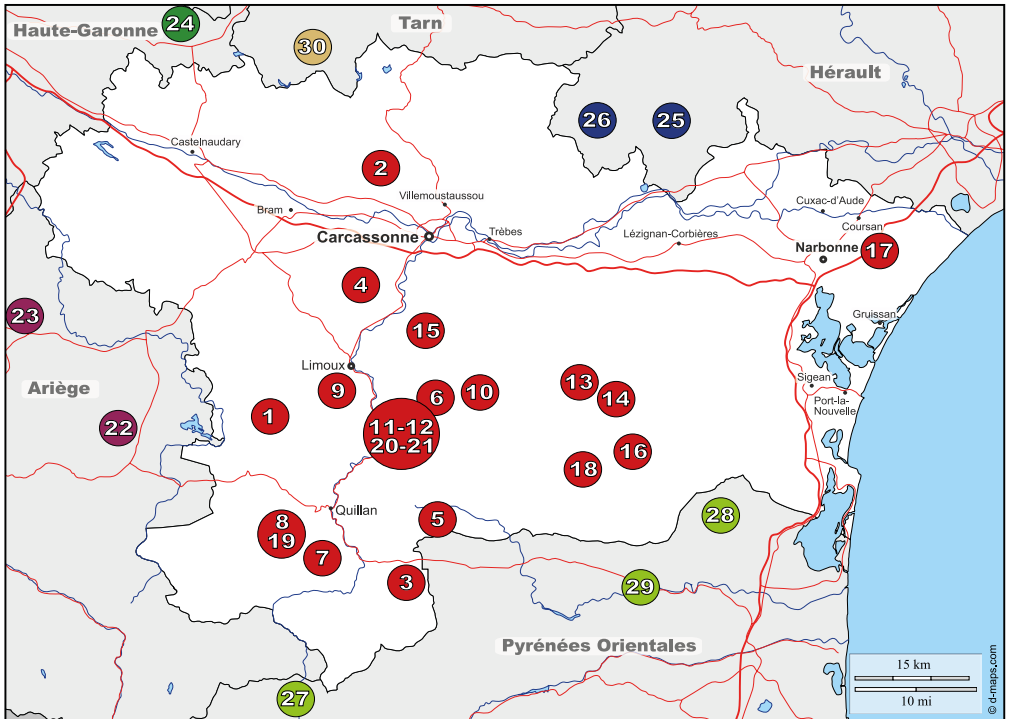 Haute-Garonne
24
Tarn
30
Hérault
26
25
Castelnaudary
2
Villemoustaussou
Bram
Cuxac-d'Aude
Coursan
Carcassonne
Trèbes
Lézignan-Corbières
Narbonne
17
4
23
15
Gruissan
Limoux
Ariège
9
6
10
13
14
Sigean
Port-la-
Nouvelle
1
22
11-12
20-21
16
18
Quillan
5
28
8
19
7
3
29
Pyrénées Orientales
27
15 km
10 mi
© d-maps.com